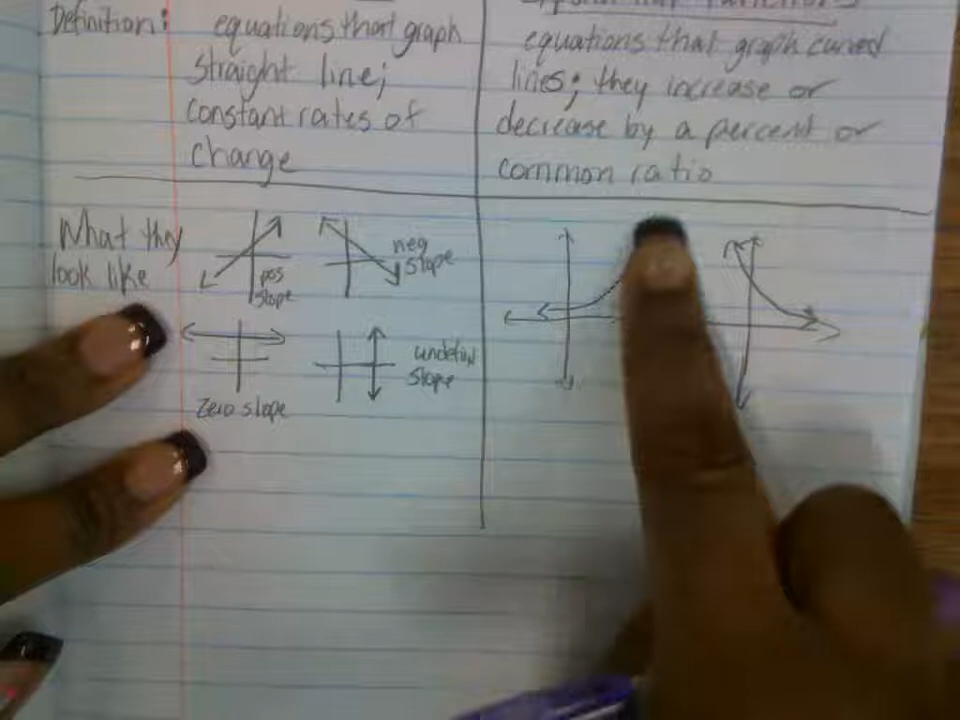 Definition:
equations that graph
straight line;
constant rates of
change
equations that graph curved
lines; they increase or
decrease by a percent or
common ratio
What they
look like
pos
slope
neg
slope
zero slope
slope